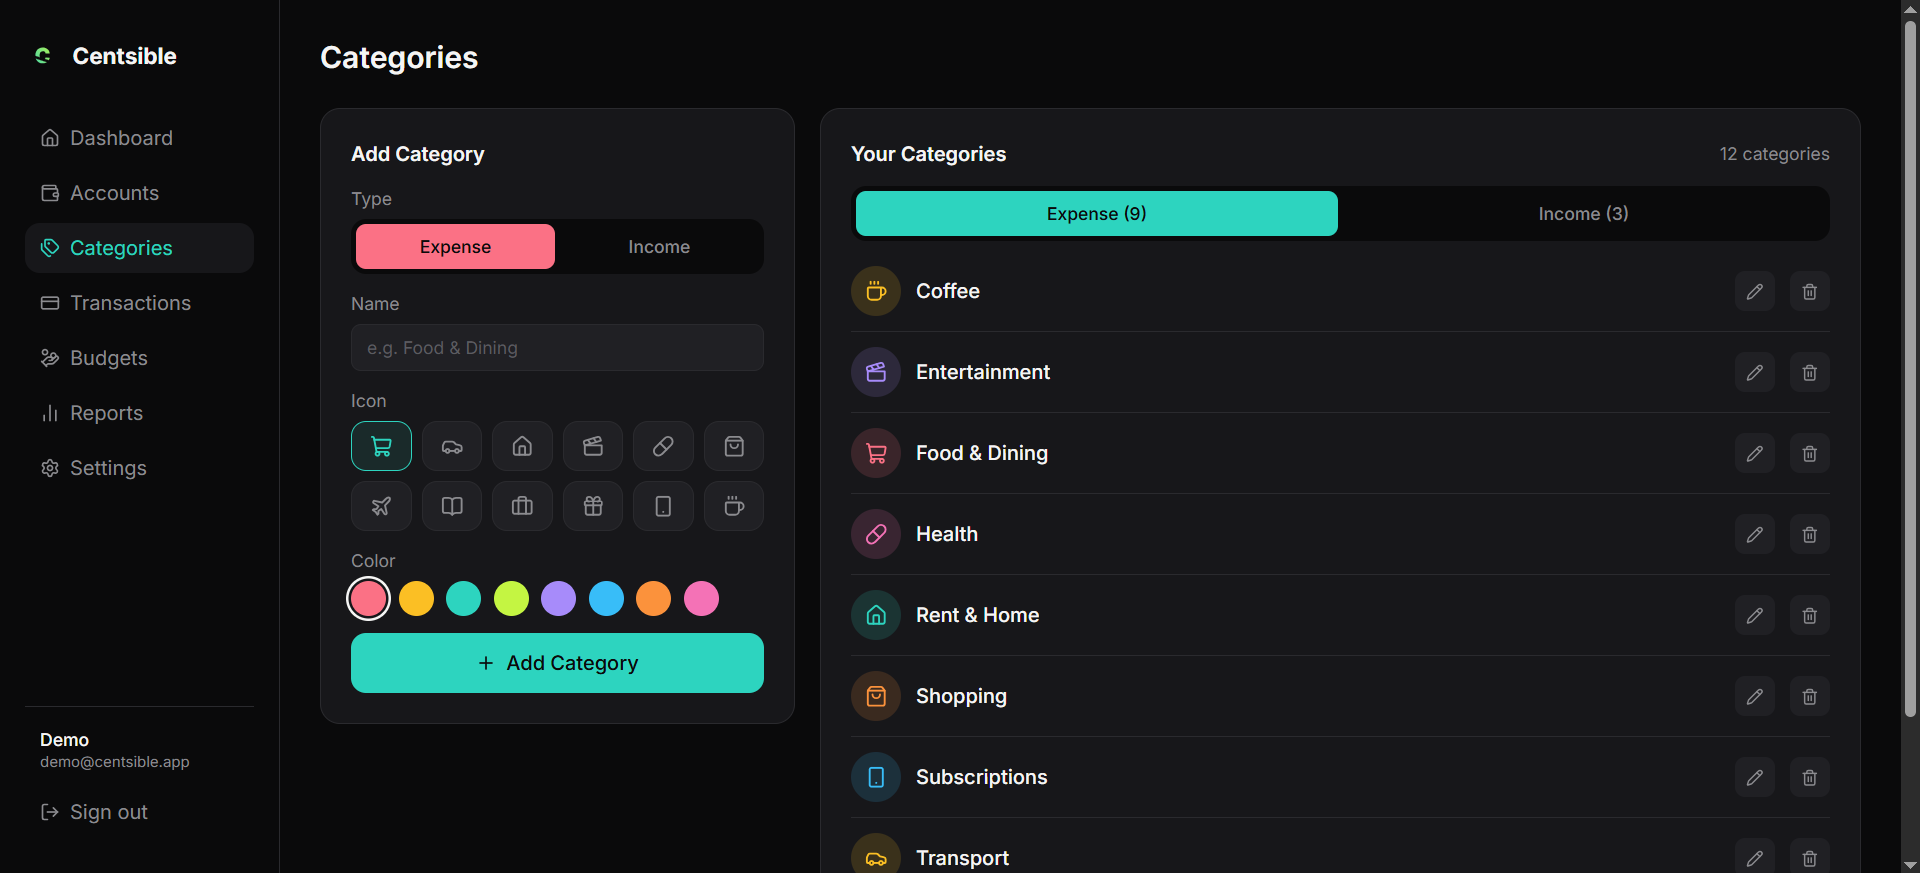 Centsible
Dashboard
Accounts
Categories
Transactions
Budgets
Reports
Settings
Demo
demo@centsible.app
Sign out
Categories
Add Category
Type
Expense
Income
Name
e.g. Food & Dining
Icon
Color
+ Add Category
Your Categories
12 categories
Expense (9)
Income (3)
Coffee
Entertainment
Food & Dining
Health
Rent & Home
Shopping
Subscriptions
Transport